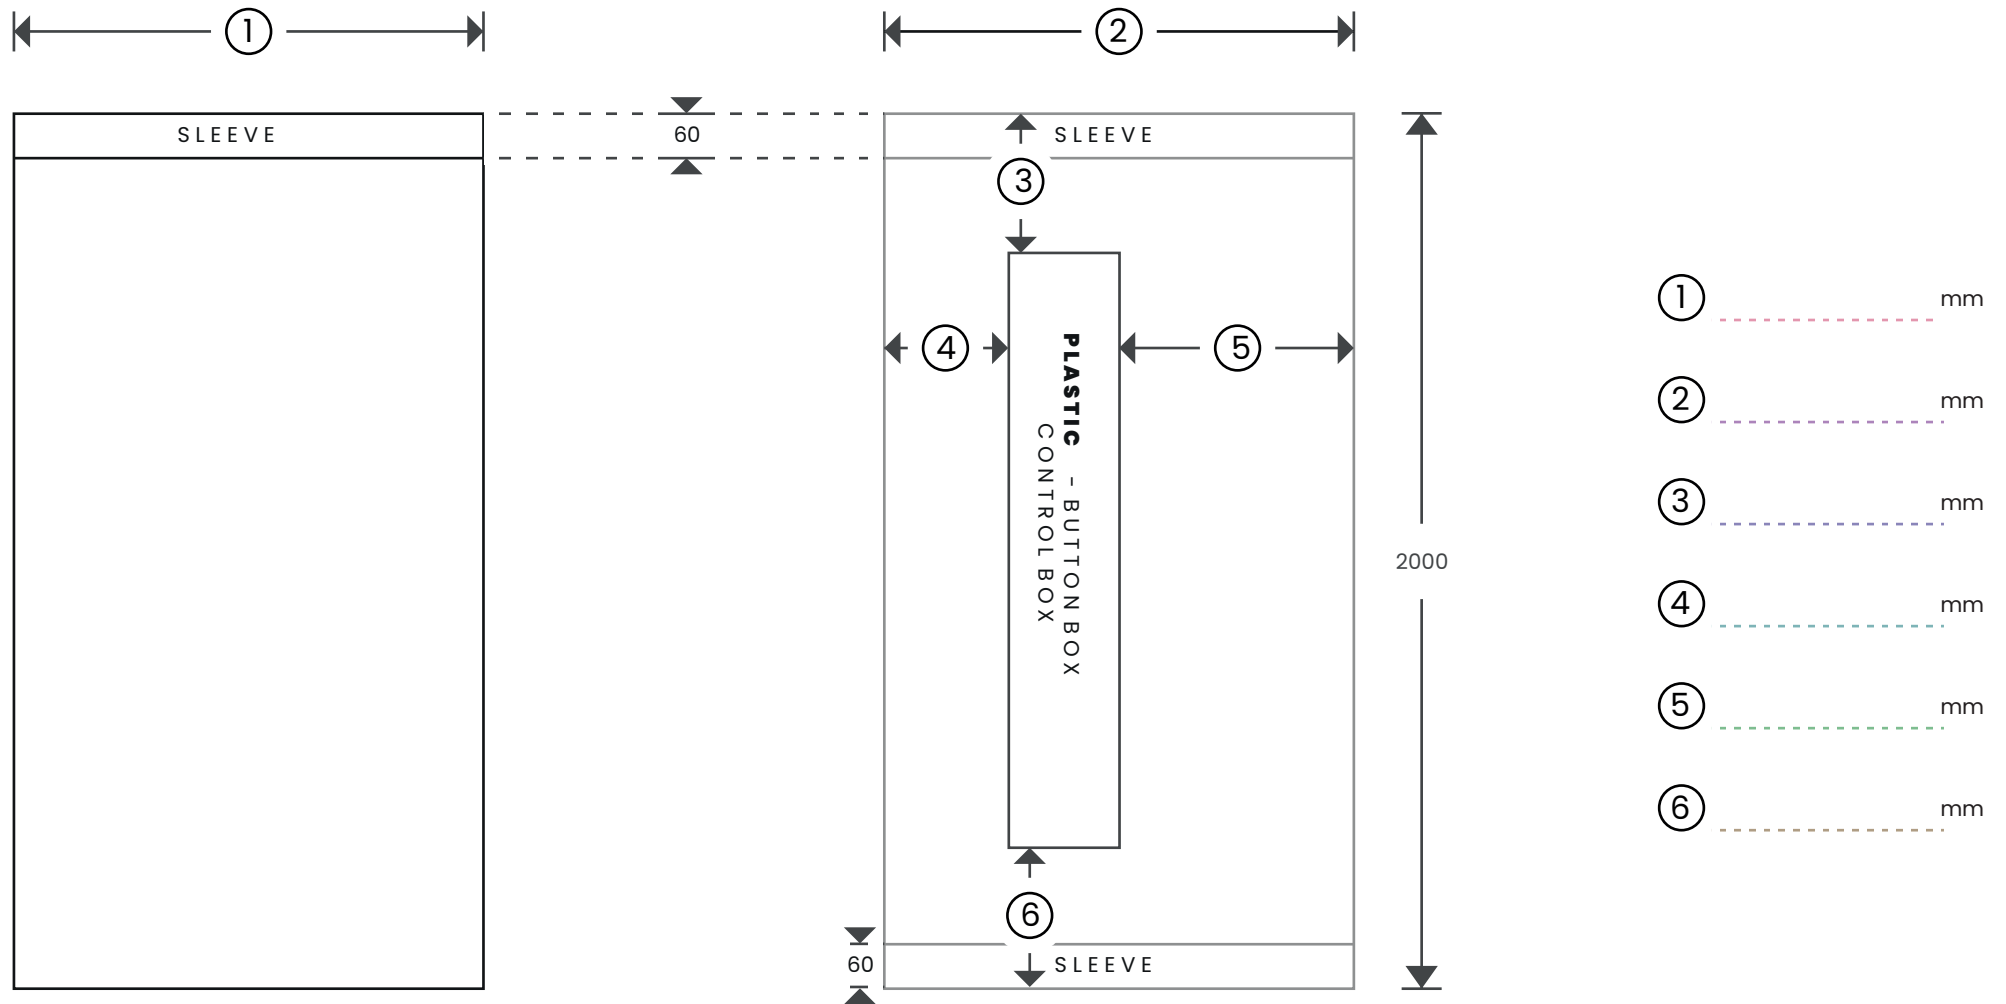 1
2
SLEEVE
60
SLEEVE
3
4
5
PLASTIC - BUTTON BOX
CONTROL BOX
2000
6
60
SLEEVE
1 mm
2 mm
3 mm
4 mm
5 mm
6 mm